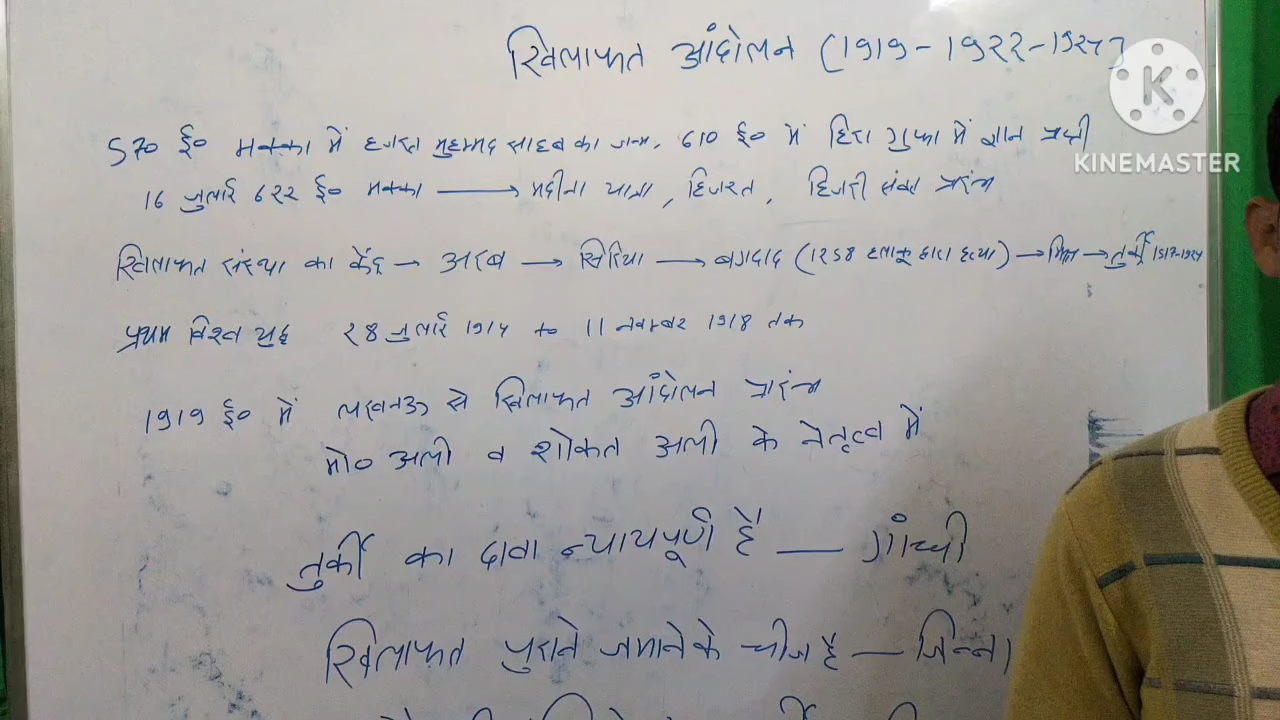 खिलाफत आंदोलन (1919-1922-1924)
K
KINEMASTER
570 ई० मक्का में हजरत मुहम्मद साहब का जन्म, 610 ई० में हिरा गुफा में ज्ञान प्राप्ती
16 जुलाई 622 ई० मक्का → मदीना यात्रा, हिजरत, हिजरी संवत प्रारंभ
खिलाफत संस्था का केंद्र → अरब → सिरिया → बगदाद (1258 हलाकू द्वारा हत्या) → मिस्र → तुर्की 1517-1924
प्रथम विश्व युद्ध 28 जुलाई 1914 to 11 नवम्बर 1918 तक
1919 ई० में लखनऊ से खिलाफत आंदोलन प्रारंभ
मो० अली व शौकत अली के नेतृत्व में
तुर्की का दावा न्यायपूर्ण है — गांधी
खिलाफत पुराने जमाने के चीज है — जिन्ना